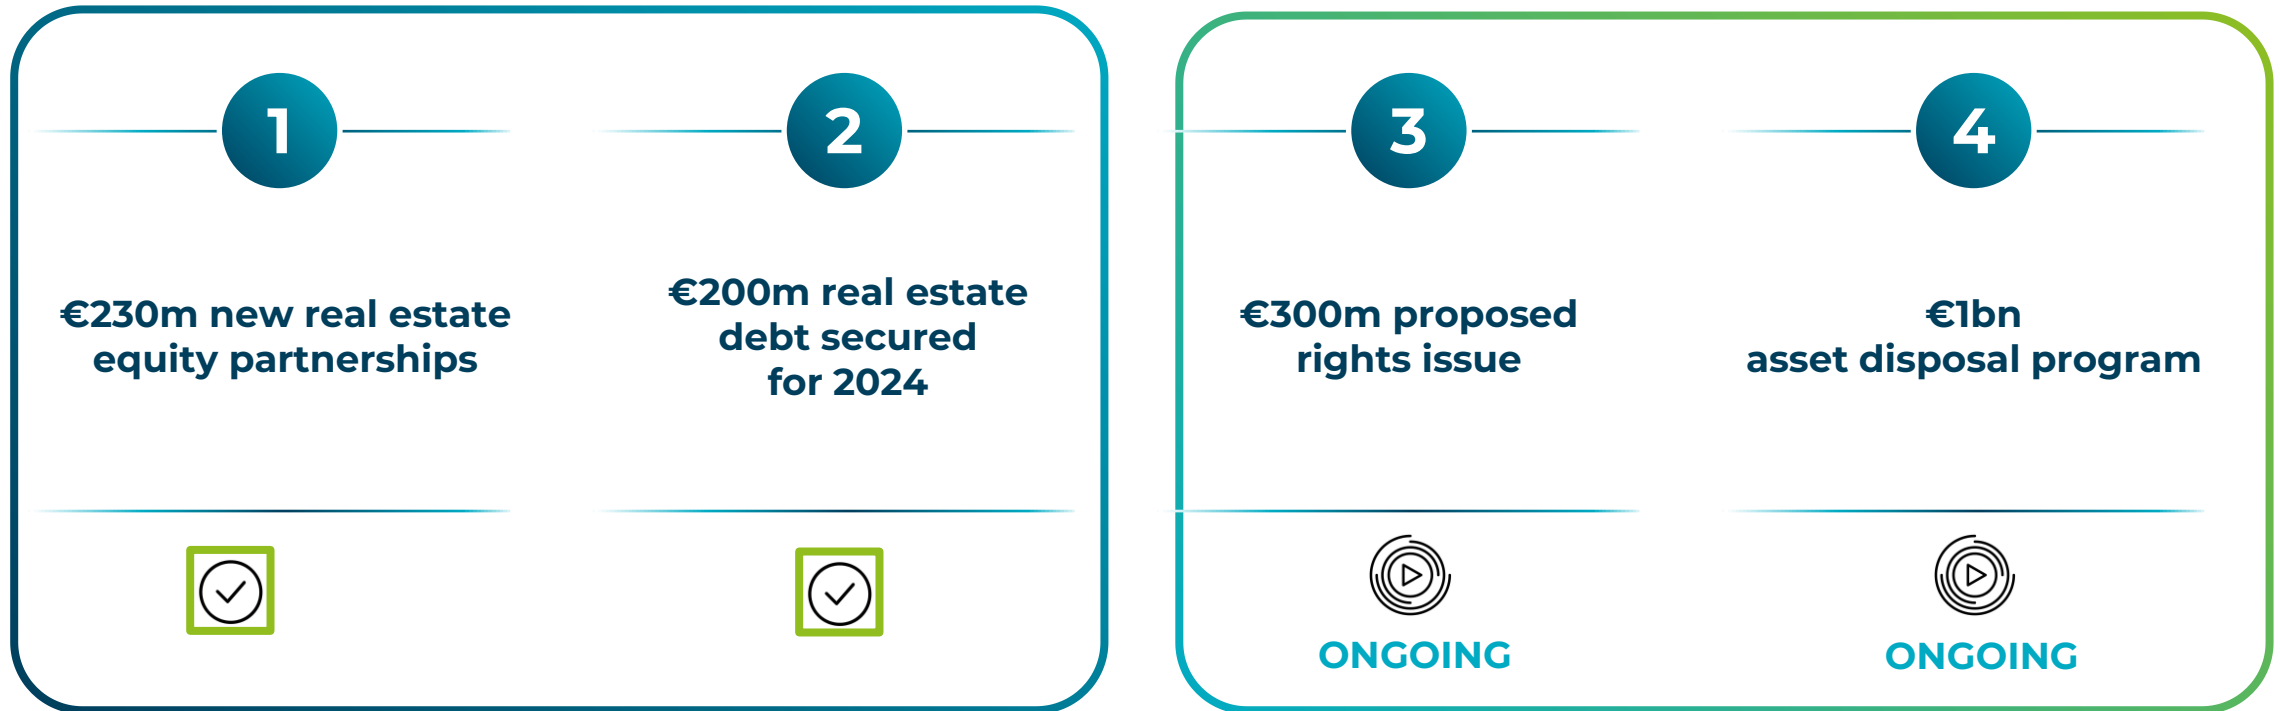 1
€230m new real estate
equity partnerships
2
€200m real estate
debt secured
for 2024
3
€300m proposed
rights issue
ONGOING
4
€1bn
asset disposal program
ONGOING